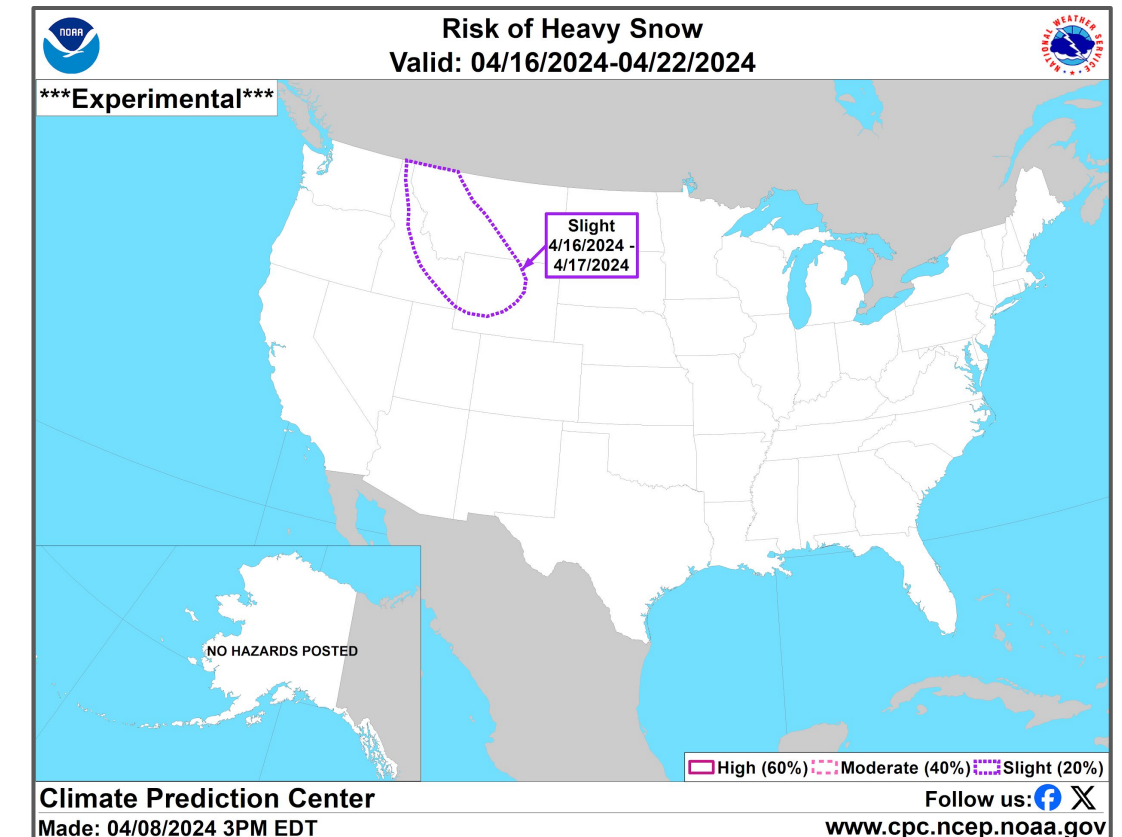 NOAA
Risk of Heavy Snow
Valid: 04/16/2024-04/22/2024
NATIONAL WEATHER SERVICE
***Experimental***
Slight
4/16/2024 -
4/17/2024
NO HAZARDS POSTED
High (60%) Moderate (40%) Slight (20%)
Climate Prediction Center
Follow us:
Made: 04/08/2024 3PM EDT
www.cpc.ncep.noaa.gov